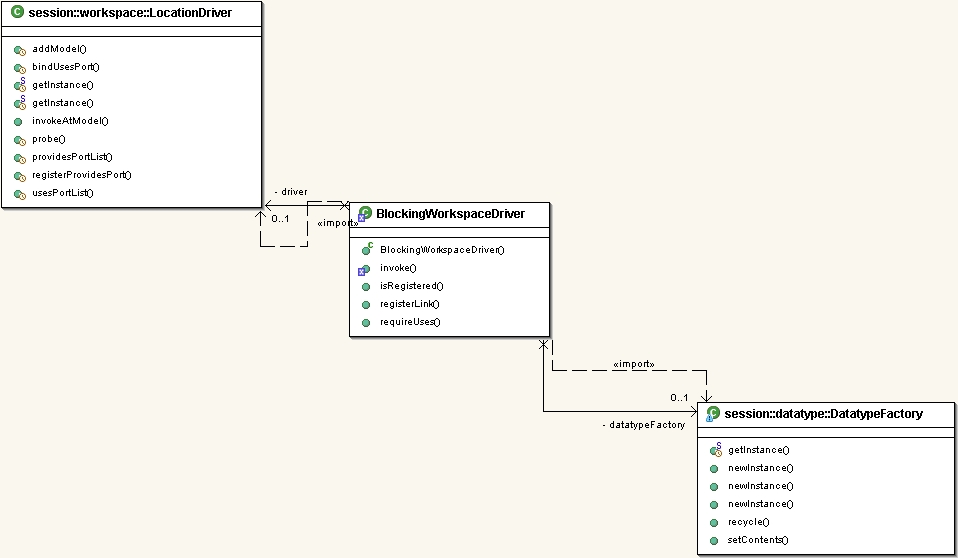 session::workspace::LocationDriver
addModel()
bindUsesPort()
getInstance()
getInstance()
invokeAtModel()
probe()
providesPortList()
registerProvidesPort()
usesPortList()
- driver
0..1
«import»
BlockingWorkspaceDriver
BlockingWorkspaceDriver()
invoke()
isRegistered()
registerLink()
requireUses()
«import»
0..1
- datatypeFactory
session::datatype::DatatypeFactory
getInstance()
newInstance()
newInstance()
newInstance()
recycle()
setContents()